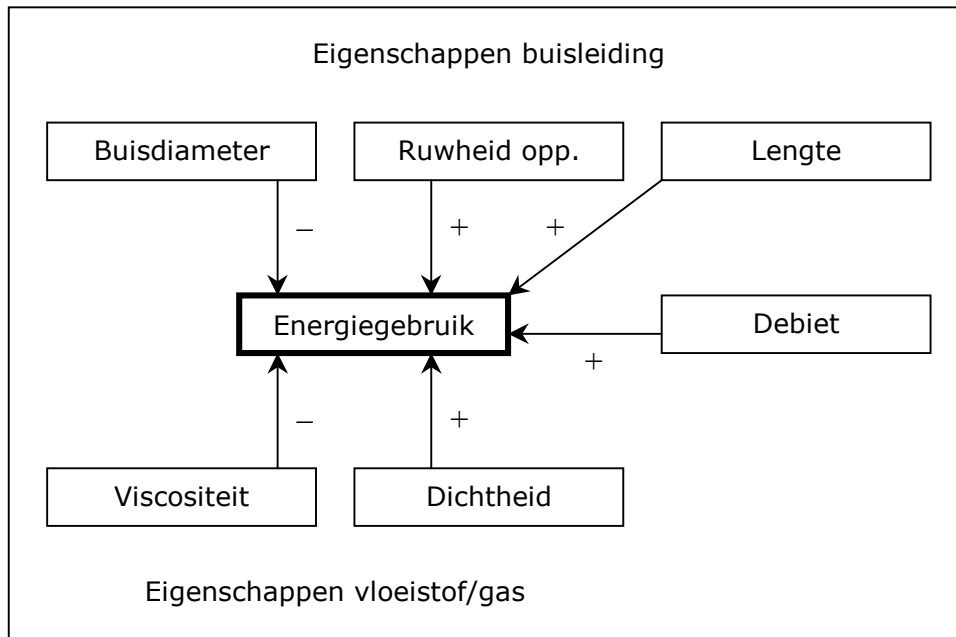 Eigenschappen buisleiding
Buisdiameter
Ruwheid opp.
Lengte
–
+
+
Energiegebruik
Debiet
+
–
+
Viscositeit
Dichtheid
Eigenschappen vloeistof/gas